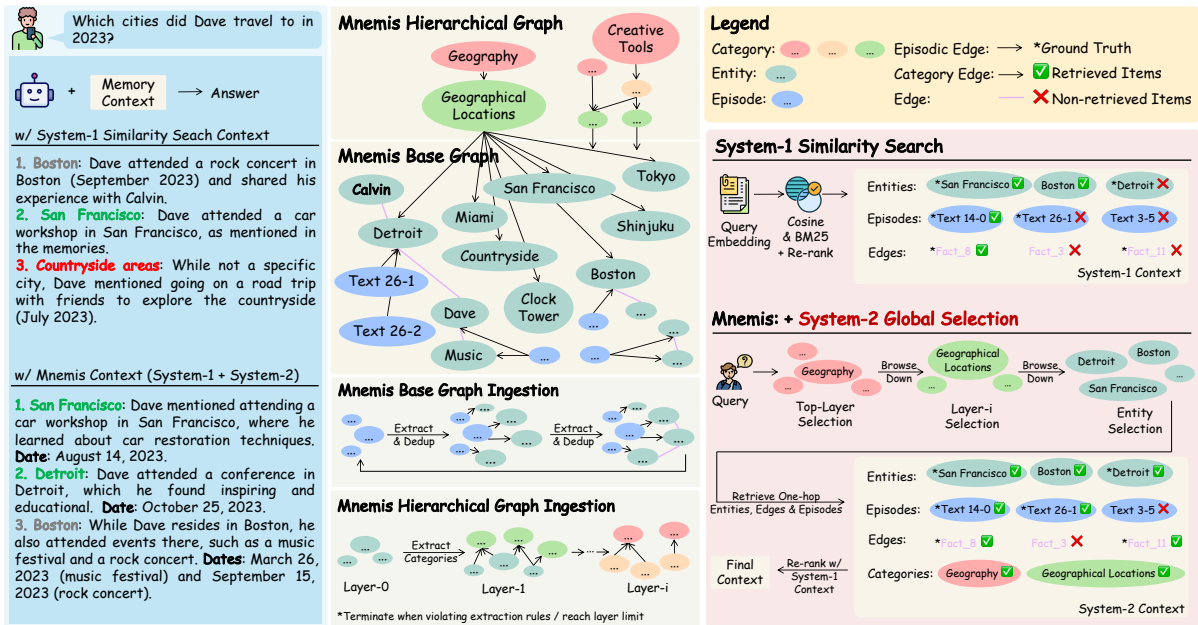 Which cities did Dave travel to in
2023?
+
Memory
Context
Answer
w/ System-1 Similarity Seach Context
1. Boston: Dave attended a rock concert in
Boston (September 2023) and shared his
experience with Calvin.
2. San Francisco: Dave attended a car
workshop in San Francisco, as mentioned in
the memories.
3. Countryside areas: While not a specific
city, Dave mentioned going on a road trip
with friends to explore the countryside
(July 2023).
w/ Mnemis Context (System-1 + System-2)
1. San Francisco: Dave mentioned attending a
car workshop in San Francisco, where he
learned about car restoration techniques.
Date: August 14, 2023.
2. Detroit: Dave attended a conference in
Detroit, which he found inspiring and
educational. Date: October 25, 2023.
3. Boston: While Dave resides in Boston, he
also attended events there, such as a music
festival and a rock concert. Dates: March 26,
2023 (music festival) and September 15,
2023 (rock concert).
Mnemis Hierarchical Graph
Creative
Tools
Geography
...
...
Geographical
Locations
...
...
Mnemis Base Graph
Calvin
San Francisco
Tokyo
Miami
Shinjuku
Detroit
Countryside
Boston
Text 26-1
Clock
Tower
Dave
...
...
Text 26-2
...
Music
...
...
...
Mnemis Base Graph Ingestion
...
...
...
Extract
& Dedup
...
...
...
...
...
...
...
Extract
& Dedup
...
...
...
...
...
...
...
Mnemis Hierarchical Graph Ingestion
...
...
...
Layer-0
Extract
Categories
...
...
...
...
...
...
Layer-1
...
...
...
...
...
...
Layer-i
*Terminate when violating extraction rules / reach layer limit
Legend
Category: ... ... ...
Episodic Edge:
*Ground Truth
Entity: ...
Category Edge:
Retrieved Items
Episode: ...
Edge:
Non-retrieved Items
System-1 Similarity Search
Query
Embedding
Cosine
& BM25
+ Re-rank
Entities: *San Francisco Boston *Detroit
Episodes: *Text 14-0 *Text 26-1 Text 3-5
Edges: *Fact_8 Fact_3 *Fact_11
System-1 Context
Mnemis: + System-2 Global Selection
Query
...
Geography
...
...
Top-Layer
Selection
Browse
Down
Geographical
Locations
...
...
Layer-i
Selection
Browse
Down
Boston
Detroit
...
San Francisco
Entity
Selection
Retrieve One-hop
Entities, Edges & Episodes
Entities: *San Francisco Boston *Detroit
Episodes: *Text 14-0 *Text 26-1 Text 3-5
Edges: *Fact_8 Fact_3 *Fact_11
Categories: Geography Geographical Locations
System-2 Context
Re-rank w/
System-1
Context
Final
Context